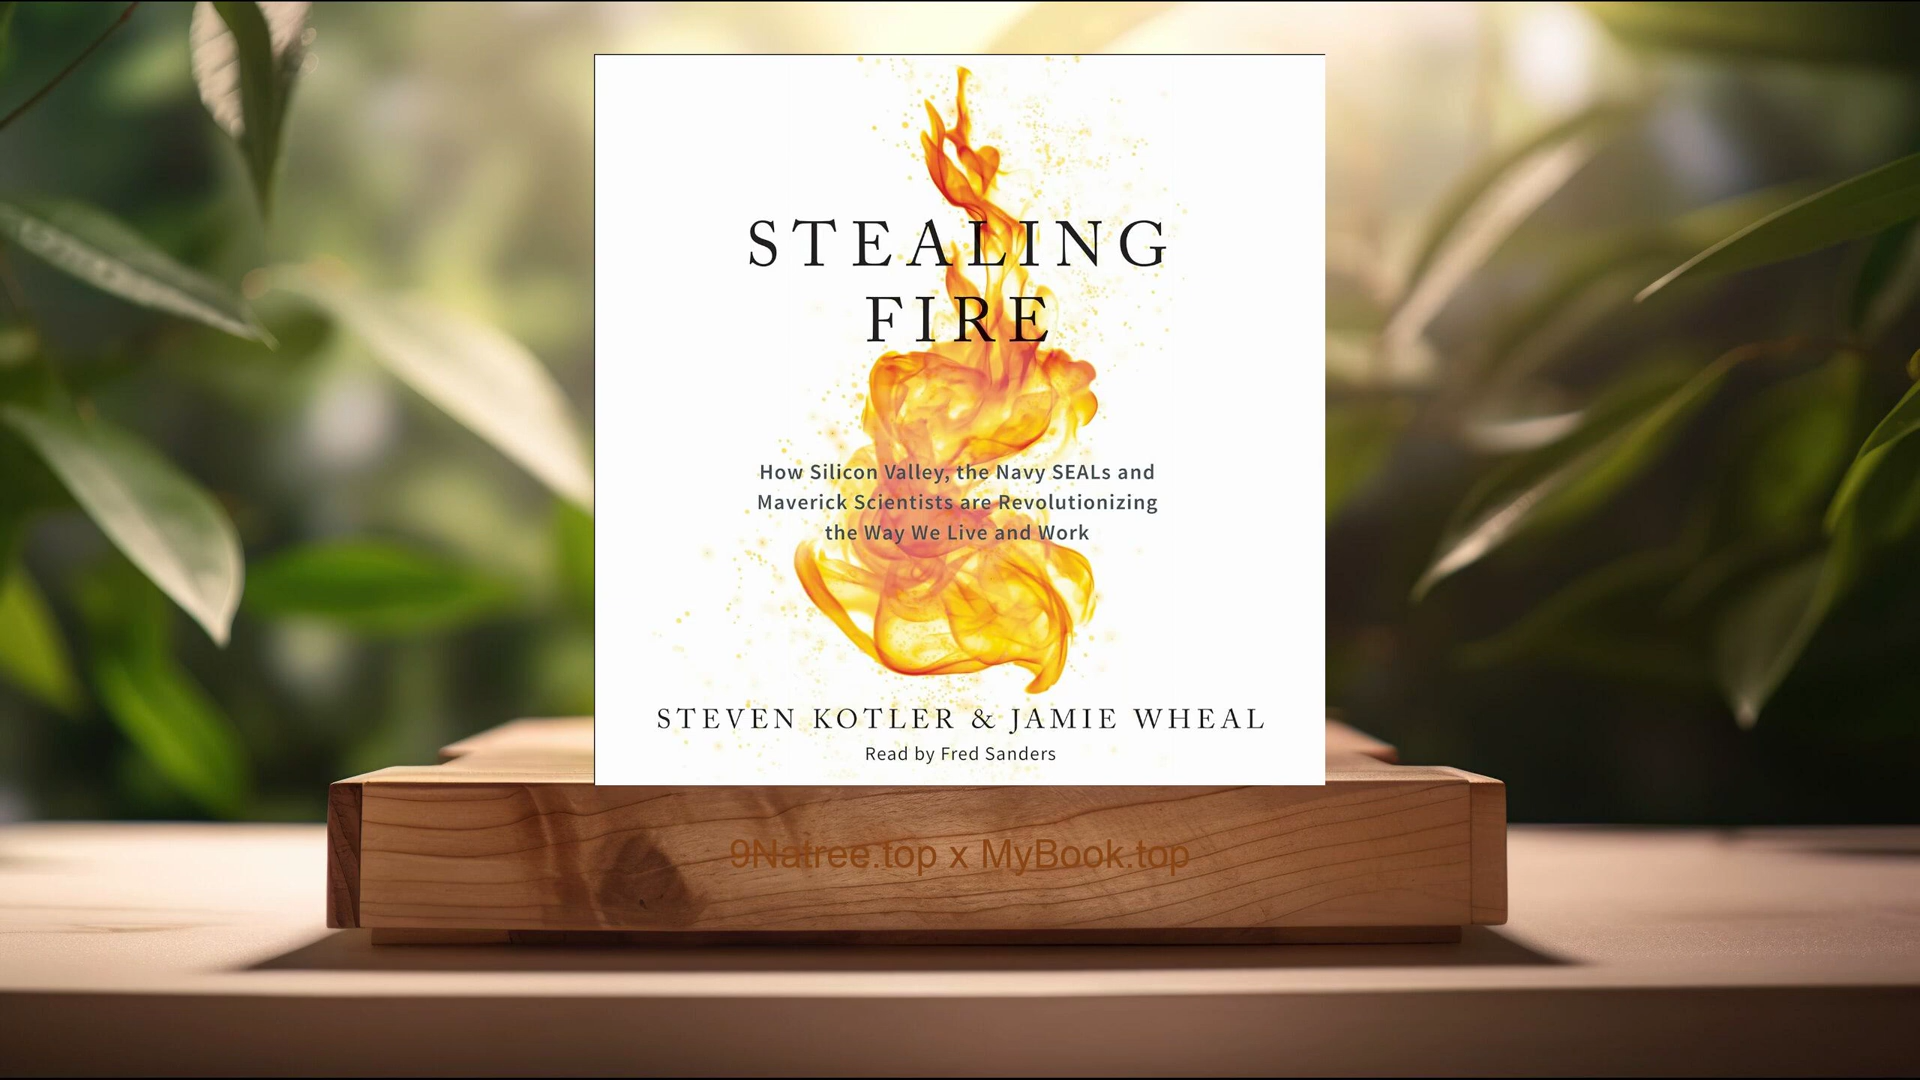 STEALING
FIRE
How Silicon Valley, the Navy SEALs and
Maverick Scientists are Revolutionizing
the Way We Live and Work
STEVEN KOTLER & JAMIE WHEAL
Read by Fred Sanders
9Natree.top x MyBook.top